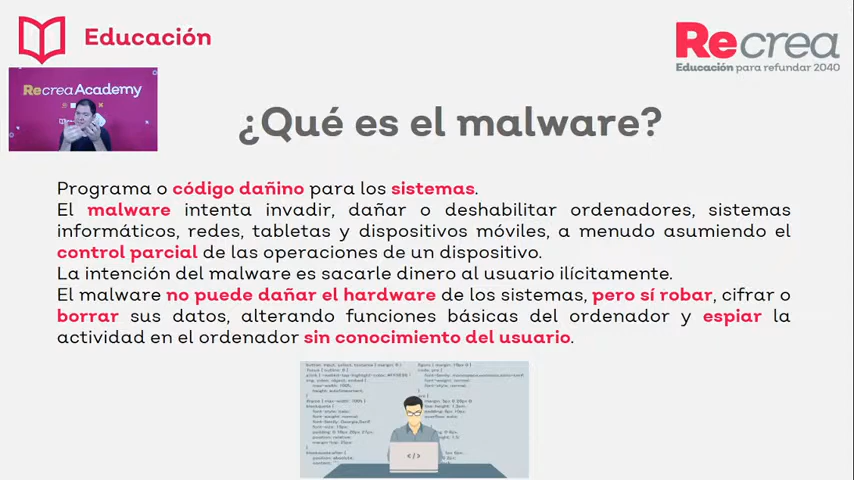 Educación
Recrea
Educación para refundar 2040
Recrea Academy
¿Qué es el malware?
Programa o código dañino para los sistemas.
El malware intenta invadir, dañar o deshabilitar ordenadores, sistemas
informáticos, redes, tabletas y dispositivos móviles, a menudo asumiendo el
control parcial de las operaciones de un dispositivo.
La intención del malware es sacarle dinero al usuario ilícitamente.
El malware no puede dañar el hardware de los sistemas, pero sí robar, cifrar o
borrar sus datos, alterando funciones básicas del ordenador y espiar la
actividad en el ordenador sin conocimiento del usuario.